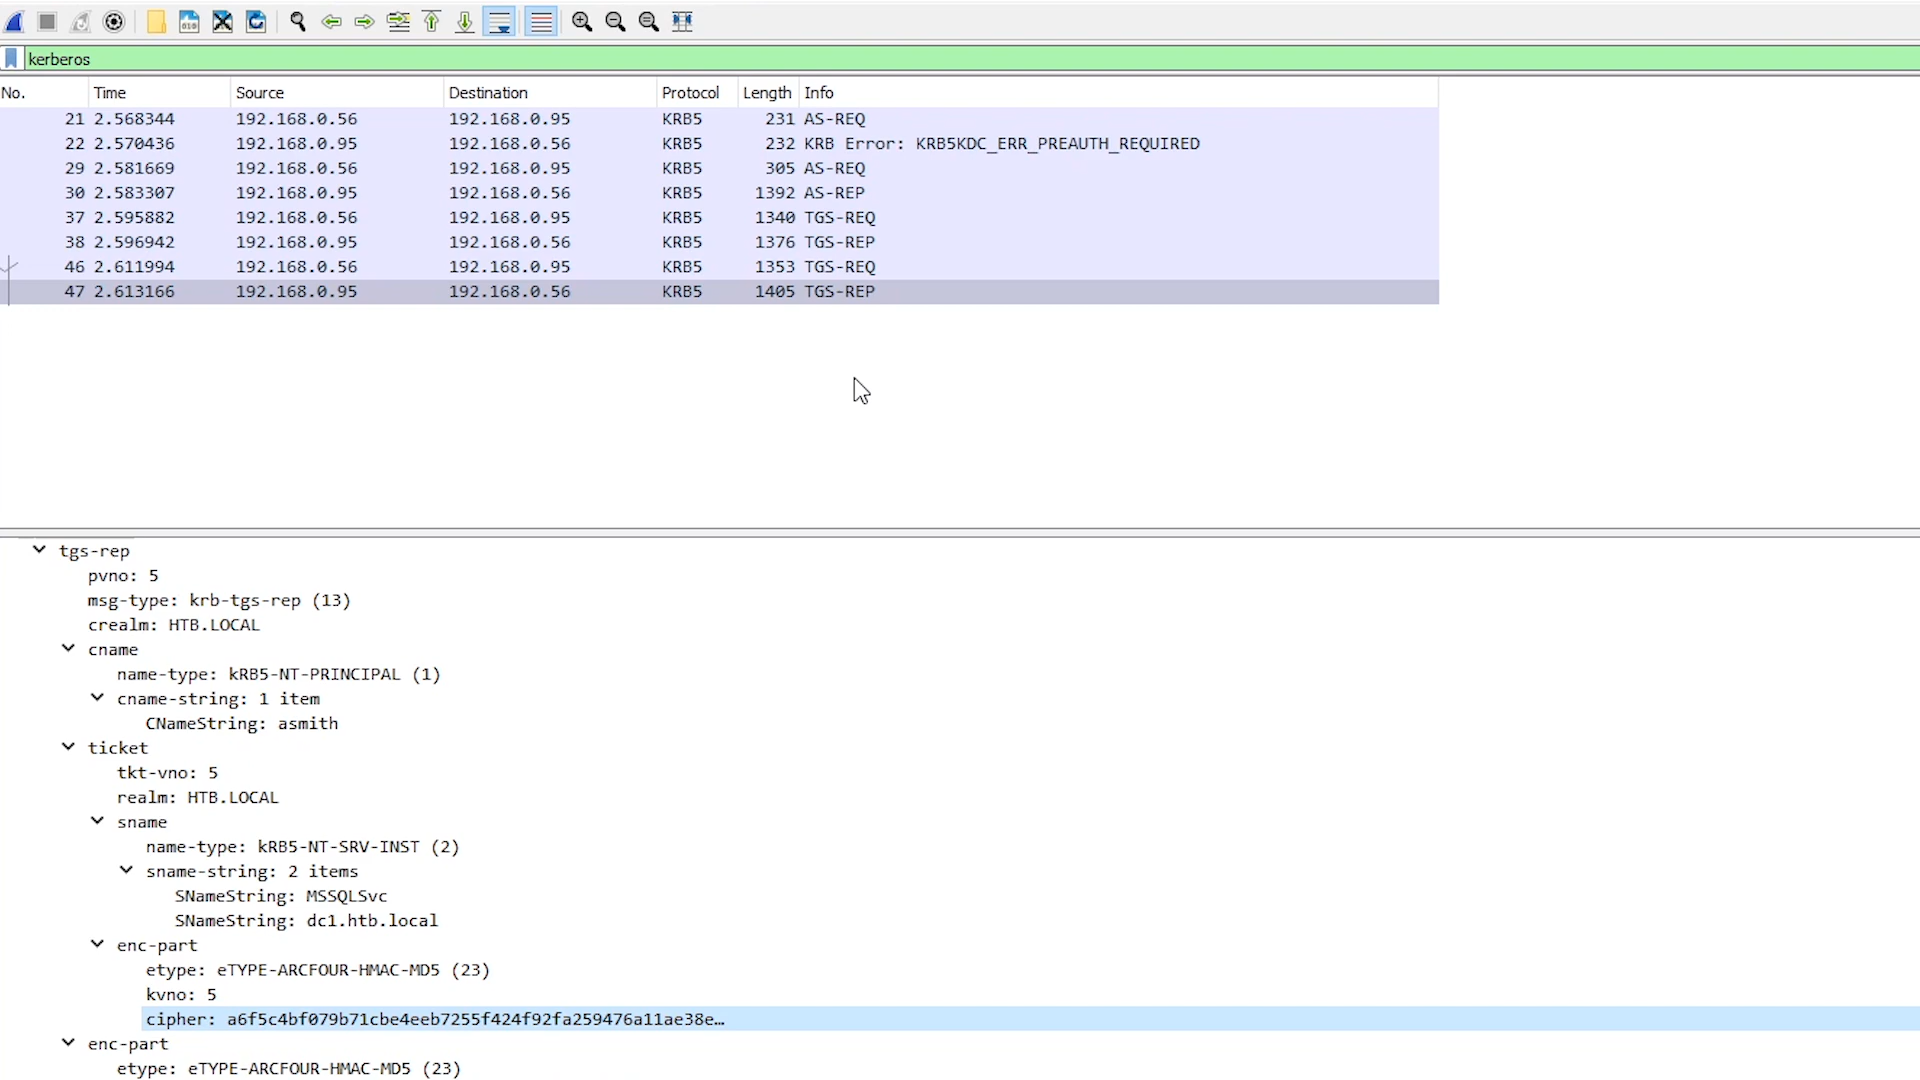 kerberos
No. Time Source Destination Protocol Length Info
21 2.568344 192.168.0.56 192.168.0.95 KRB5 231 AS-REQ
22 2.570436 192.168.0.95 192.168.0.56 KRB5 232 KRB Error: KRB5KDC_ERR_PREAUTH_REQUIRED
29 2.581669 192.168.0.56 192.168.0.95 KRB5 305 AS-REQ
30 2.583307 192.168.0.95 192.168.0.56 KRB5 1392 AS-REP
37 2.595882 192.168.0.56 192.168.0.95 KRB5 1340 TGS-REQ
38 2.596942 192.168.0.95 192.168.0.56 KRB5 1376 TGS-REP
46 2.611994 192.168.0.56 192.168.0.95 KRB5 1353 TGS-REQ
47 2.613166 192.168.0.95 192.168.0.56 KRB5 1405 TGS-REP
tgs-rep
pvno: 5
msg-type: krb-tgs-rep (13)
crealm: HTB.LOCAL
cname
name-type: kRB5-NT-PRINCIPAL (1)
cname-string: 1 item
CNameString: asmith
ticket
tkt-vno: 5
realm: HTB.LOCAL
sname
name-type: kRB5-NT-SRV-INST (2)
sname-string: 2 items
SNameString: MSSQLSvc
SNameString: dc1.htb.local
enc-part
etype: eTYPE-ARCFOUR-HMAC-MD5 (23)
kvno: 5
cipher: a6f5c4bf079b71cbe4eeb7255f424f92fa259476a11ae38e…
enc-part
etype: eTYPE-ARCFOUR-HMAC-MD5 (23)